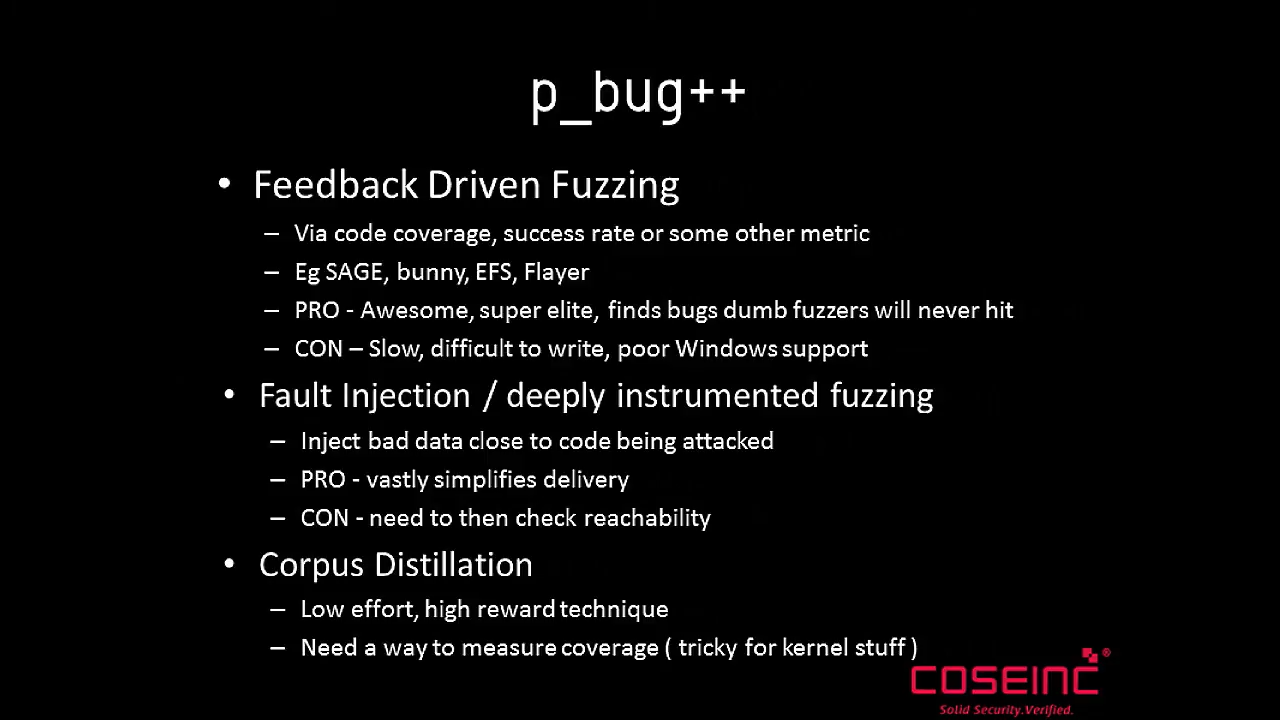 p_bug++
• Feedback Driven Fuzzing
– Via code coverage, success rate or some other metric
– Eg SAGE, bunny, EFS, Flayer
– PRO - Awesome, super elite, finds bugs dumb fuzzers will never hit
– CON – Slow, difficult to write, poor Windows support
• Fault Injection / deeply instrumented fuzzing
– Inject bad data close to code being attacked
– PRO - vastly simplifies delivery
– CON - need to then check reachability
• Corpus Distillation
– Low effort, high reward technique
– Need a way to measure coverage ( tricky for kernel stuff )
COSEINC®
Solid Security.Verified.